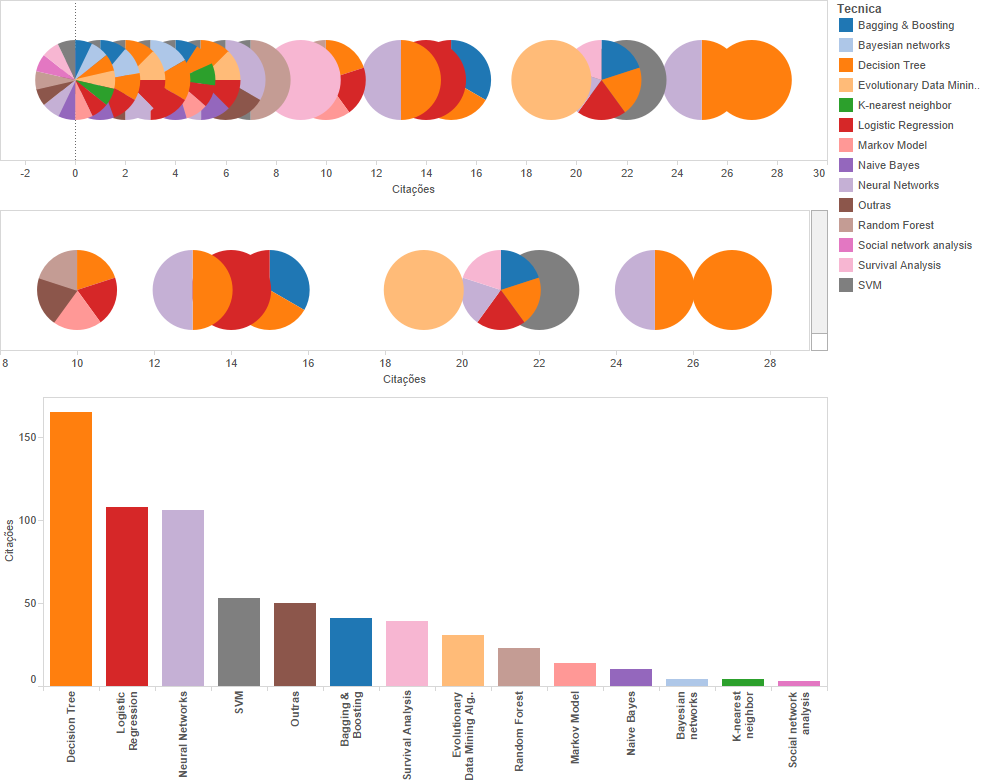 Tecnica
Bagging & Boosting
Bayesian networks
Decision Tree
Evolutionary Data Minin..
K-nearest neighbor
Logistic Regression
Markov Model
Naive Bayes
Neural Networks
Outras
Random Forest
Social network analysis
Survival Analysis
SVM
-2 0 2 4 6 8 10 12 14 16 18 20 22 24 26 28 30
Citações
8 10 12 14 16 18 20 22 24 26 28
Citações
150
100
50
0
Citações
Decision Tree
Logistic
Regression
Neural Networks
SVM
Outras
Bagging &
Boosting
Survival Analysis
Evolutionary
Data Mining Alg..
Random Forest
Markov Model
Naive Bayes
Bayesian
networks
K-nearest
neighbor
Social network
analysis